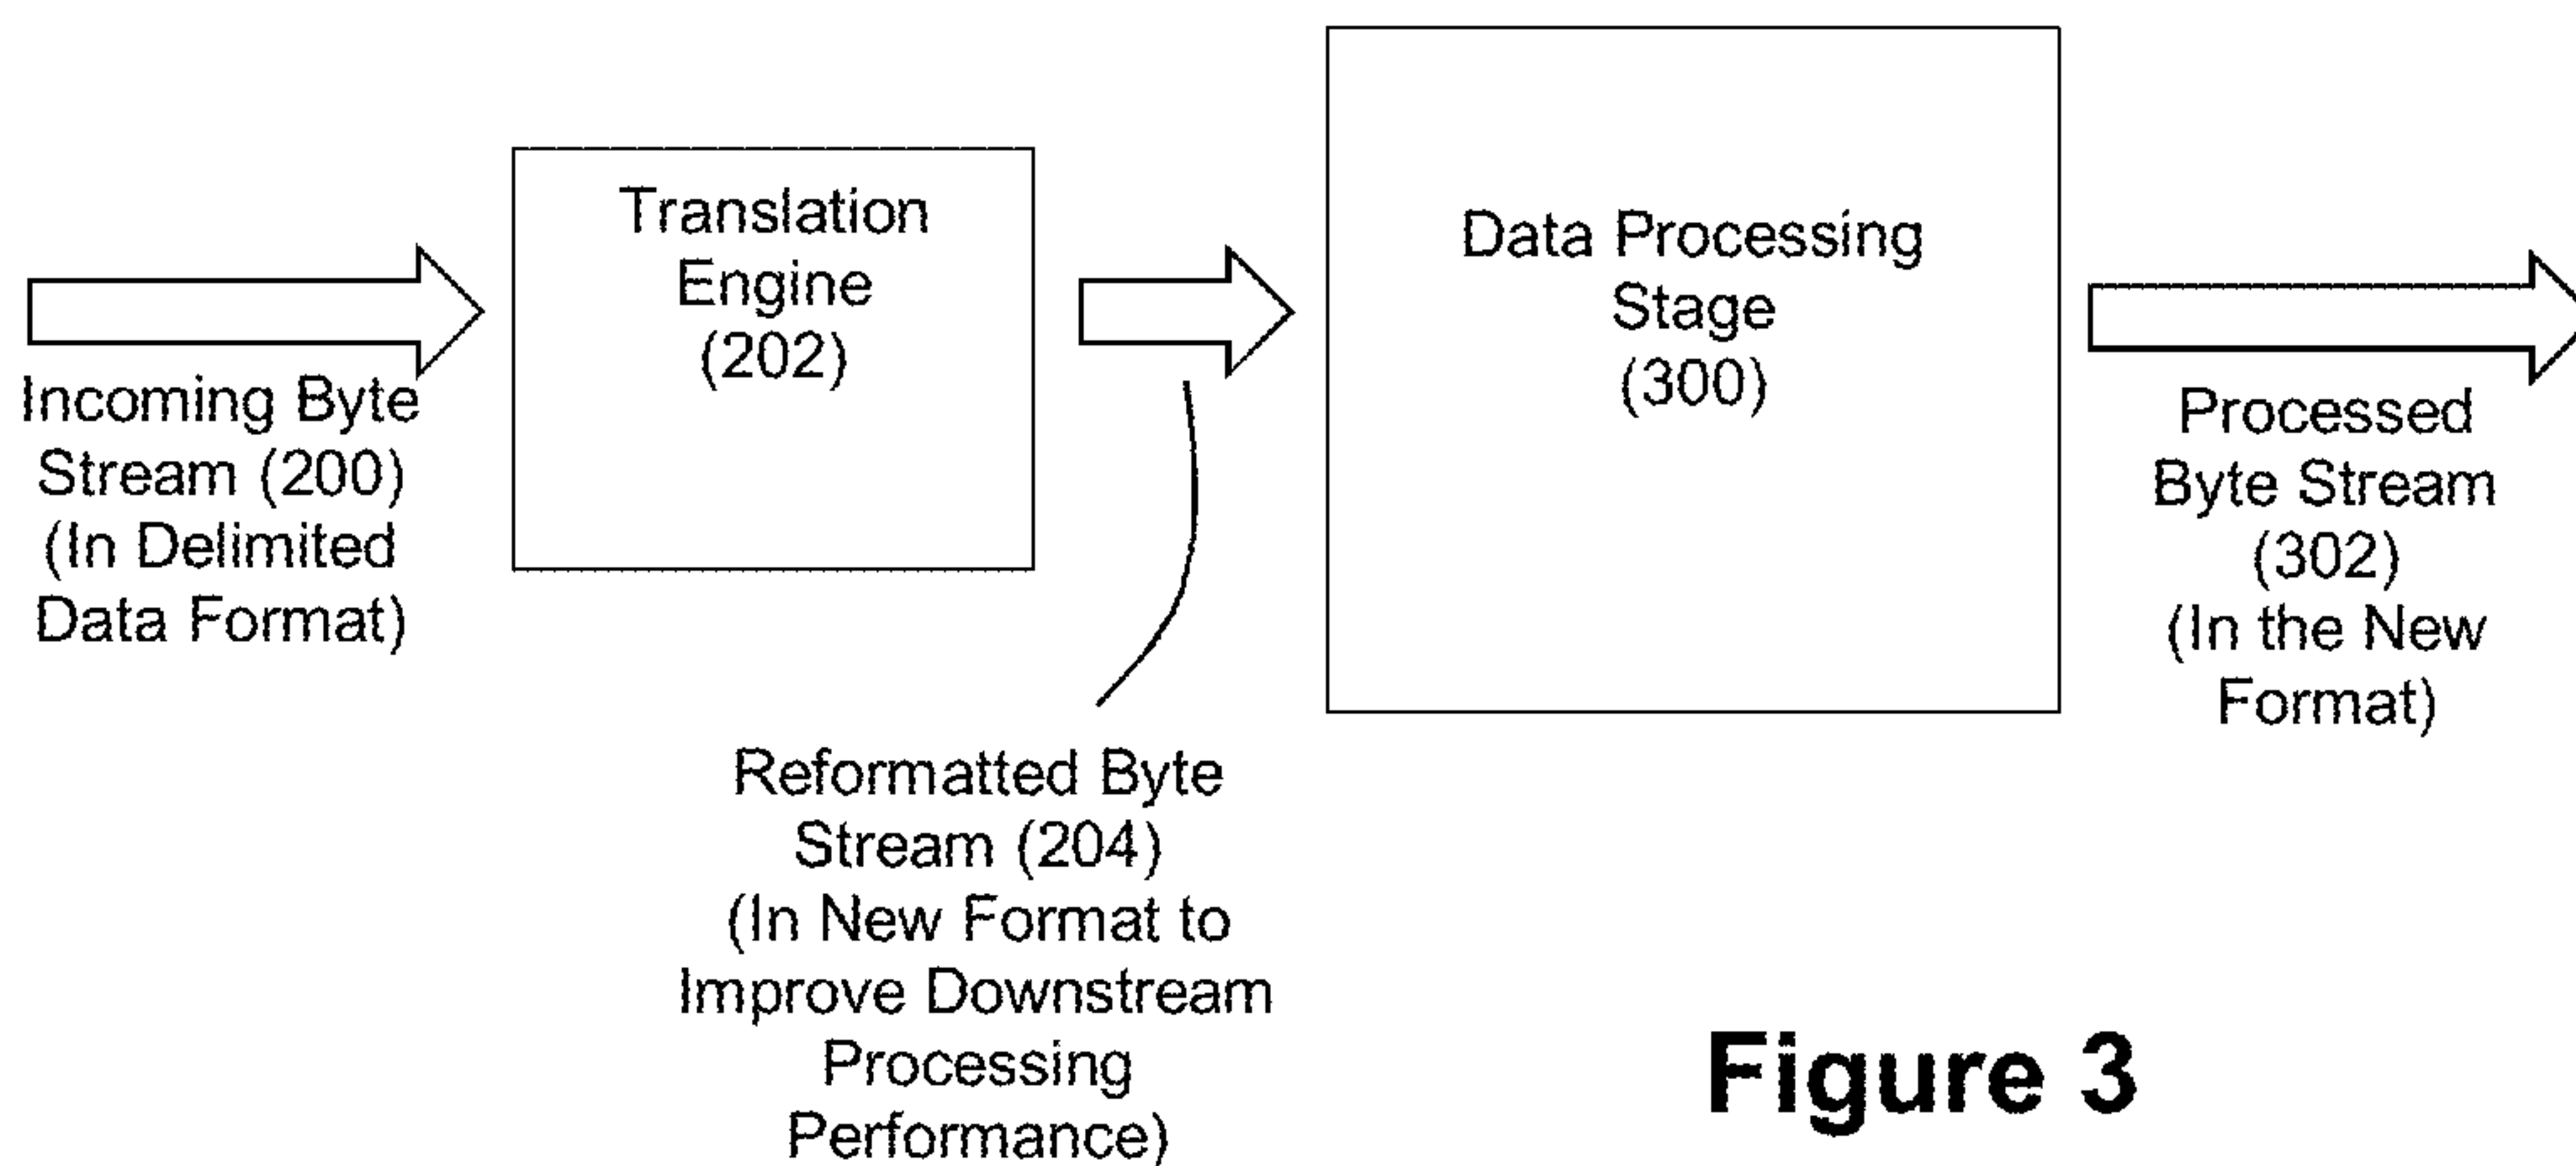 Translation
Engine
(202)
Data Processing
Stage
(300)
Incoming Byte
Stream (200)
(In Delimited
Data Format)
Processed
Byte Stream
(302)
(In the New
Format)
Reformatted Byte
Stream (204)
(In New Format to
Improve Downstream
Processing
Performance)
Figure 3